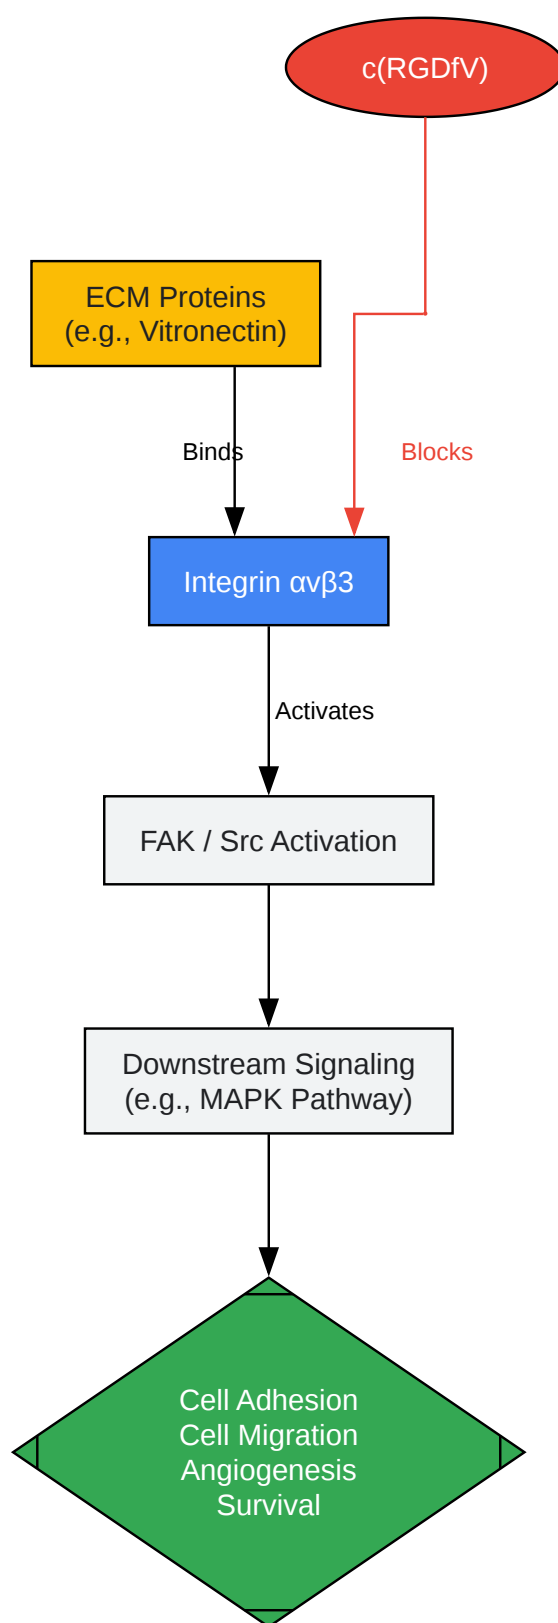 c(RGDfV)
ECM Proteins
(e.g., Vitronectin)
Binds
Blocks
Integrin αvβ3
Activates
FAK / Src Activation
Downstream Signaling
(e.g., MAPK Pathway)
Cell Adhesion
Cell Migration
Angiogenesis
Survival